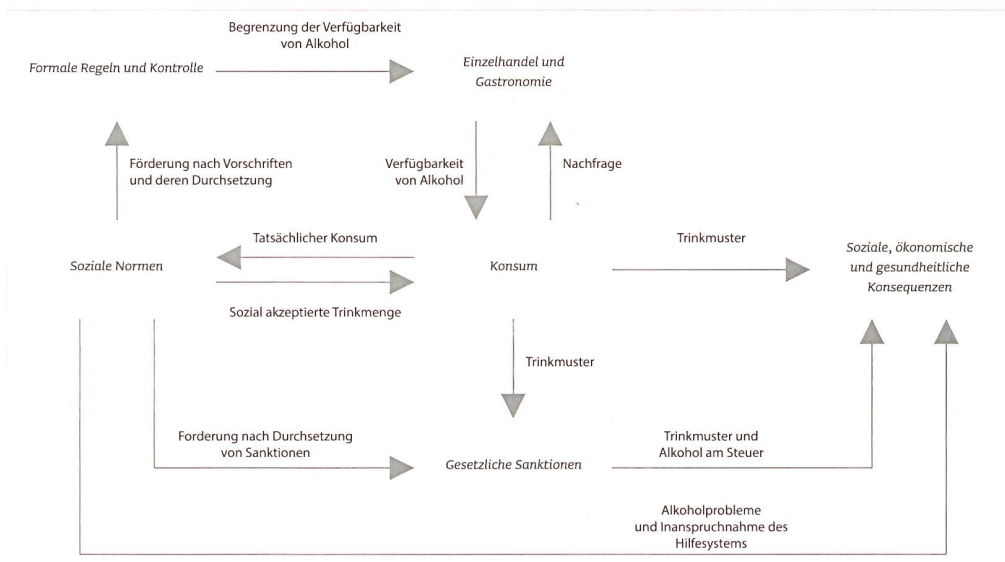 Begrenzung der Verfügbarkeit
von Alkohol
Formale Regeln und Kontrolle
Einzelhandel und
Gastronomie
Förderung nach Vorschriften
und deren Durchsetzung
Verfügbarkeit
von Alkohol
Nachfrage
Tatsächlicher Konsum
Soziale Normen
Sozial akzeptierte Trinkmenge
Konsum
Trinkmuster
Soziale, ökonomische
und gesundheitliche
Konsequenzen
Trinkmuster
Forderung nach Durchsetzung
von Sanktionen
Gesetzliche Sanktionen
Trinkmuster und
Alkohol am Steuer
Alkoholprobleme
und Inanspruchnahme des
Hilfesystems